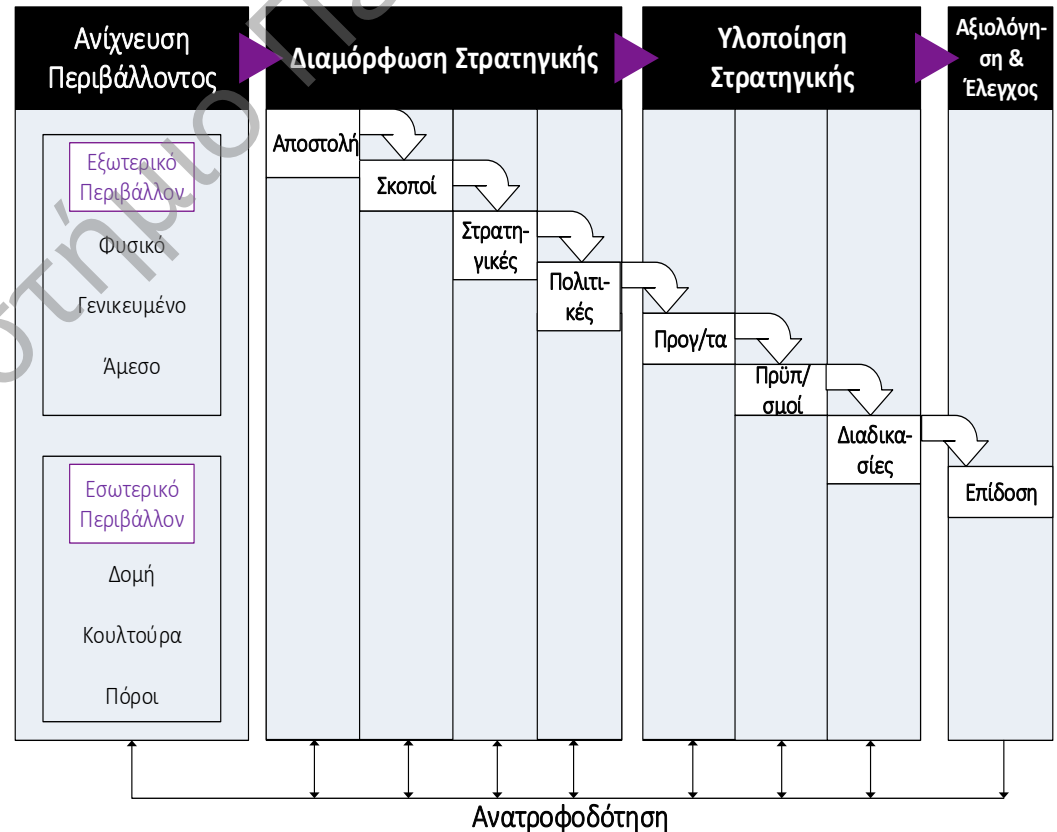 Ανίχνευση
Περιβάλλοντος
Διαμόρφωση Στρατηγικής
Υλοποίηση
Στρατηγικής
Αξιολόγη-
ση &
Έλεγχος
Εξωτερικό
Περιβάλλον
Φυσικό
Γενικευμένο
Άμεσο
Εσωτερικό
Περιβάλλον
Δομή
Κουλτούρα
Πόροι
Αποστολή
Σκοποί
Στρατη-
γικές
Πολιτι-
κές
Προγ/τα
Πρϋπ/
σμοί
Διαδικα-
σίες
Επίδοση
Ανατροφοδότηση